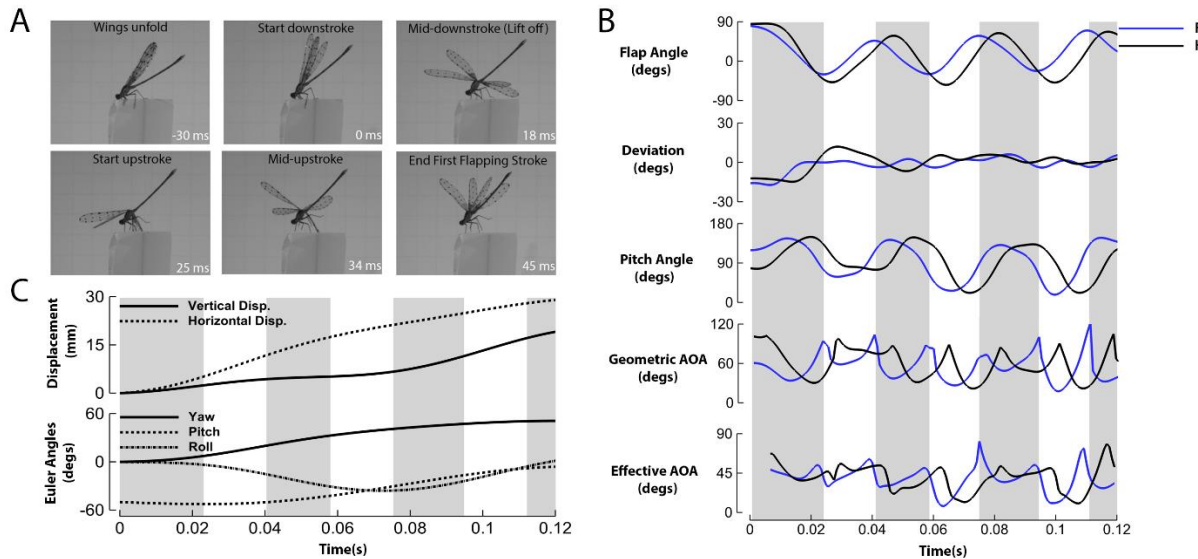 A
Wings unfold
Start downstroke
Mid-downstroke (Lift off)
-30 ms
0 ms
18 ms
Start upstroke
Mid-upstroke
End First Flapping Stroke
25 ms
34 ms
45 ms
C
30
15
0
Displacement
(mm)
Vertical Disp.
Horizontal Disp.
60
0
-60
Euler Angles
(degs)
Yaw
Pitch
Roll
0
0.02
0.04
0.06
0.08
0.10
0.12
Time(s)
B
Flap Angle
(degs)
90
0
-90
Deviation
(degs)
30
0
-30
Pitch Angle
(degs)
180
90
0
Geometric AOA
(degs)
120
60
0
Effective AOA
(degs)
90
45
0
0
0.02
0.04
0.06
0.08
0.10
0.12
Time(s)